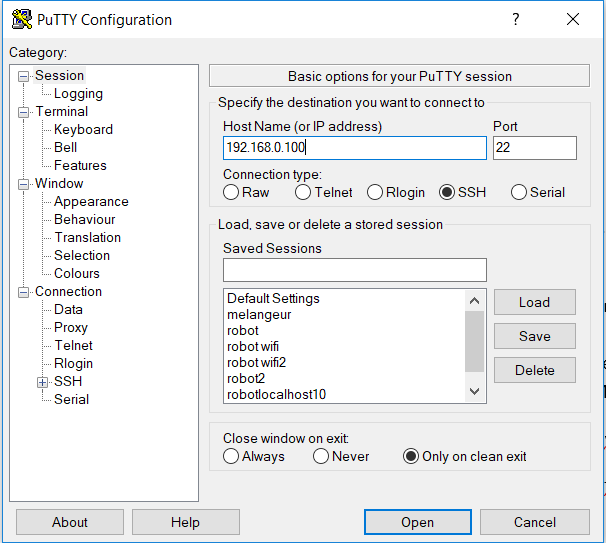 PuTTY Configuration
?
Category:
Session
Logging
Terminal
Keyboard
Bell
Features
Window
Appearance
Behaviour
Translation
Selection
Colours
Connection
Data
Proxy
Telnet
Rlogin
SSH
Serial
Basic options for your PuTTY session
Specify the destination you want to connect to
Host Name (or IP address) Port
192.168.0.100 22
Connection type:
Raw Telnet Rlogin SSH Serial
Load, save or delete a stored session
Saved Sessions
Default Settings
melangeur
robot
robot wifi
robot wifi2
robot2
robotlocalhost10
Load
Save
Delete
Close window on exit:
Always Never Only on clean exit
About Help Open Cancel